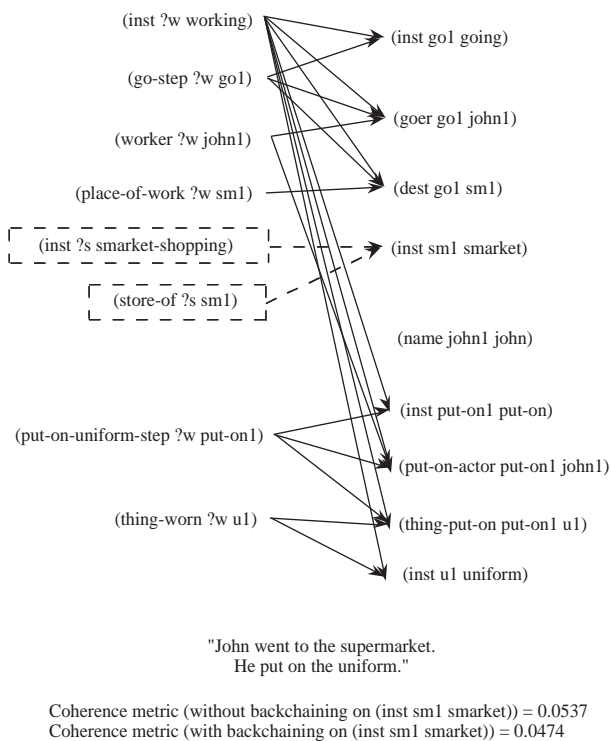 (inst ?w working)
(inst go1 going)
(go-step ?w go1)
(goer go1 john1)
(worker ?w john1)
(dest go1 sm1)
(place-of-work ?w sm1)
(inst ?s smarket-shopping)
(inst sm1 smarket)
(store-of ?s sm1)
(name john1 john)
(inst put-on1 put-on)
(put-on-uniform-step ?w put-on1)
(put-on-actor put-on1 john1)
(thing-worn ?w u1)
(thing-put-on put-on1 u1)
(inst u1 uniform)
"John went to the supermarket.
He put on the uniform."
Coherence metric (without backchaining on (inst sm1 smarket)) = 0.0537
Coherence metric (with backchaining on (inst sm1 smarket)) = 0.0474